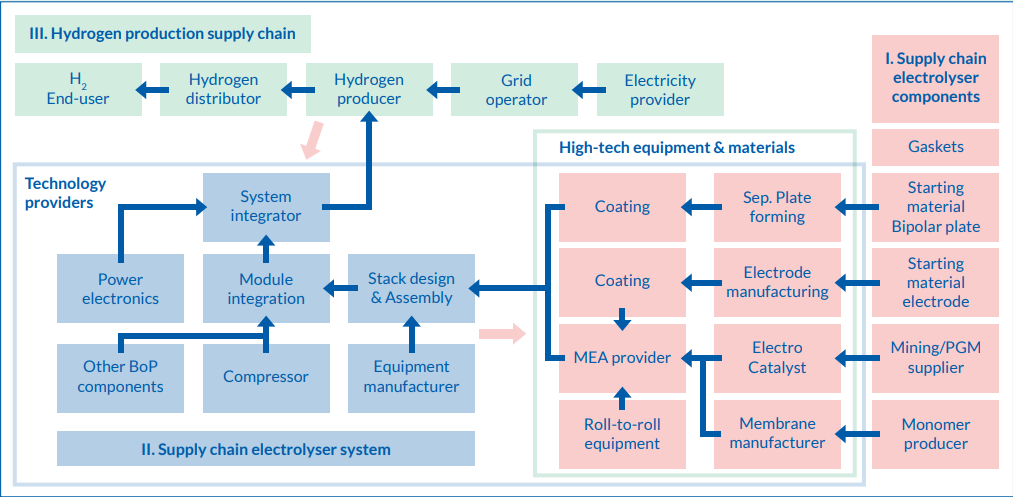 III. Hydrogen production supply chain
H2
End-user
Hydrogen
distributor
Hydrogen
producer
Grid
operator
Electricity
provider
I. Supply chain
electrolyser
components
Gaskets
High-tech equipment & materials
Technology
providers
System
integrator
Coating
Sep. Plate
forming
Starting
material
Bipolar plate
Power
electronics
Module
integration
Stack design
& Assembly
Coating
Electrode
manufacturing
Starting
material
electrode
Other BoP
components
Compressor
Equipment
manufacturer
MEA provider
Electro
Catalyst
Mining/PGM
supplier
Roll-to-roll
equipment
Membrane
manufacturer
Monomer
producer
II. Supply chain electrolyser system